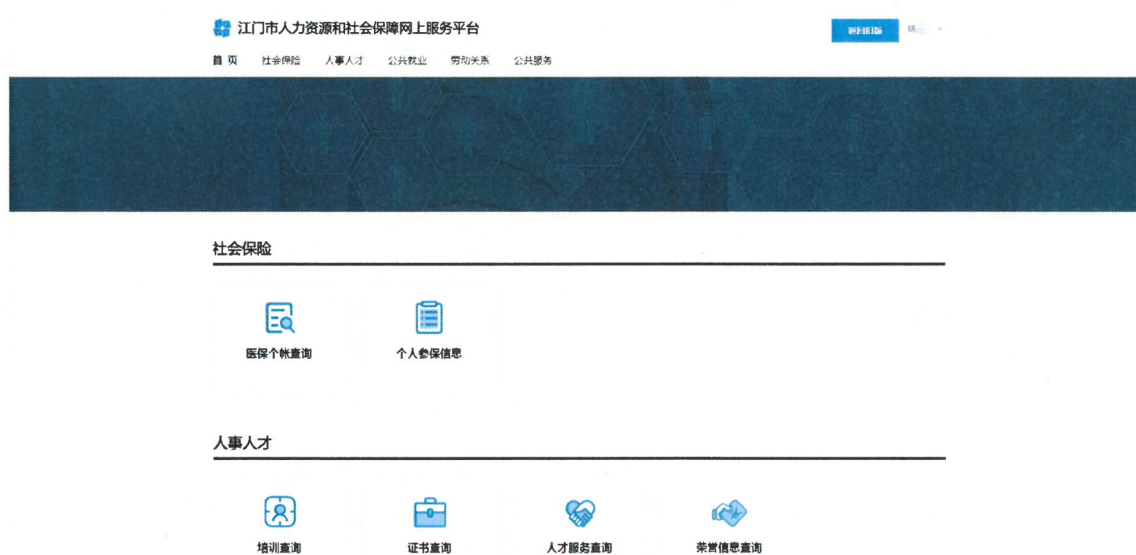 江门市人力资源和社会保障网上服务平台
返回旧版
首 页 社会保险 人事人才 公共就业 劳动关系 公共服务
社会保险
医保个帐查询 个人参保信息
人事人才
培训查询 证书查询 人才服务查询 荣誉信息查询